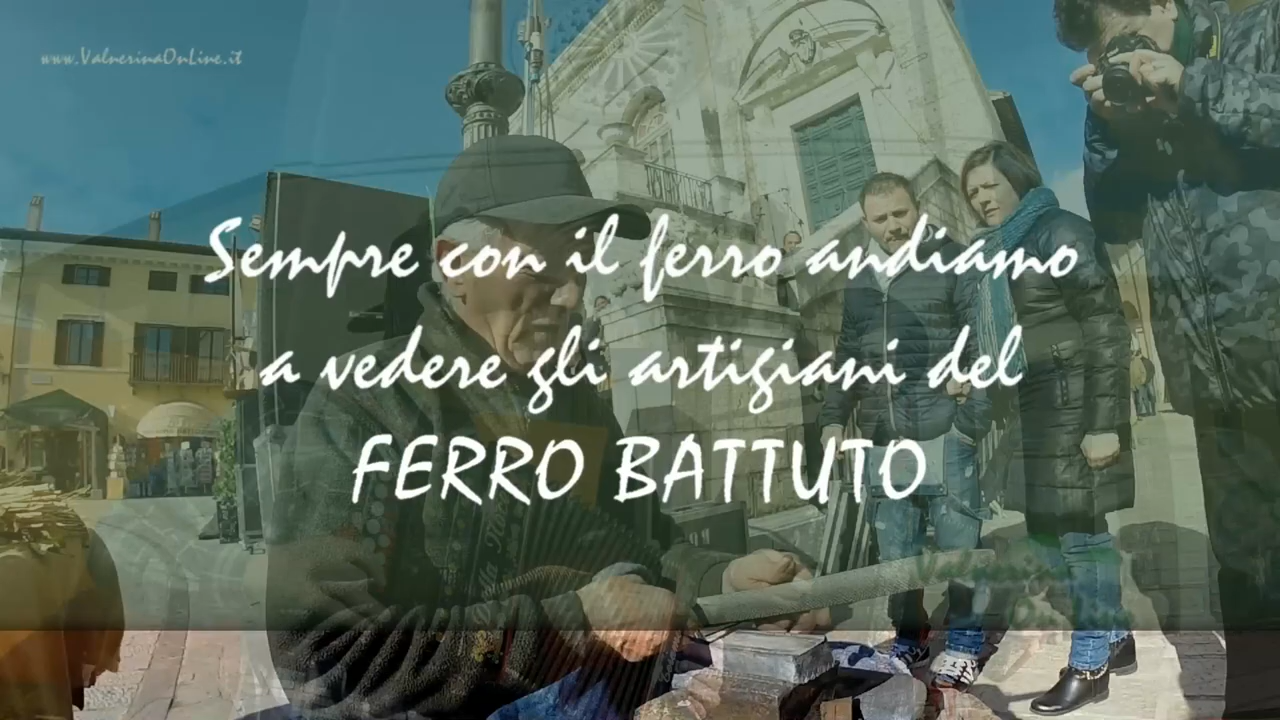 www.ValnerinaOnLine.it
Sempre con il ferro andiamo
a vedere gli artigiani del
FERRO BATTUTO